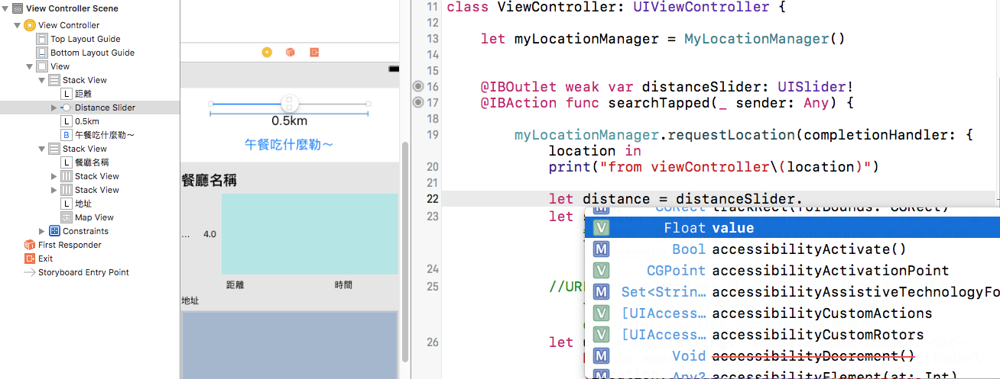 View Controller Scene
View Controller
Top Layout Guide
Bottom Layout Guide
View
Stack View
L 距離
Distance Slider
L 0.5km
B 午餐吃什麼勒～
Stack View
L 餐廳名稱
Stack View
Stack View
L 地址
Map View
Constraints
First Responder
Exit
Storyboard Entry Point
0.5km
午餐吃什麼勒～
餐廳名稱
... 4.0
距離 時間
地址
11 class ViewController: UIViewController {
12
13 let myLocationManager = MyLocationManager()
14
15
16 @IBOutlet weak var distanceSlider: UISlider!
17 @IBAction func searchTapped(_ sender: Any) {
18
19 myLocationManager.requestLocation(completionHandler: {
location in
20 print("from viewController\(location)")
21
22 let distance = distanceSlider.
23 let
24
25 //UR
26 let
M CGRect trackRect(forBounds: CGRect)
V Float value
M Bool accessibilityActivate()
V CGPoint accessibilityActivationPoint
M Set<Strin... accessibilityAssistiveTechnologyFo
V [UIAccess... accessibilityCustomActions
V [UIAccess... accessibilityCustomRotors
M Void accessibilityDecrement()
M Any? accessibilityElement(at: Int)